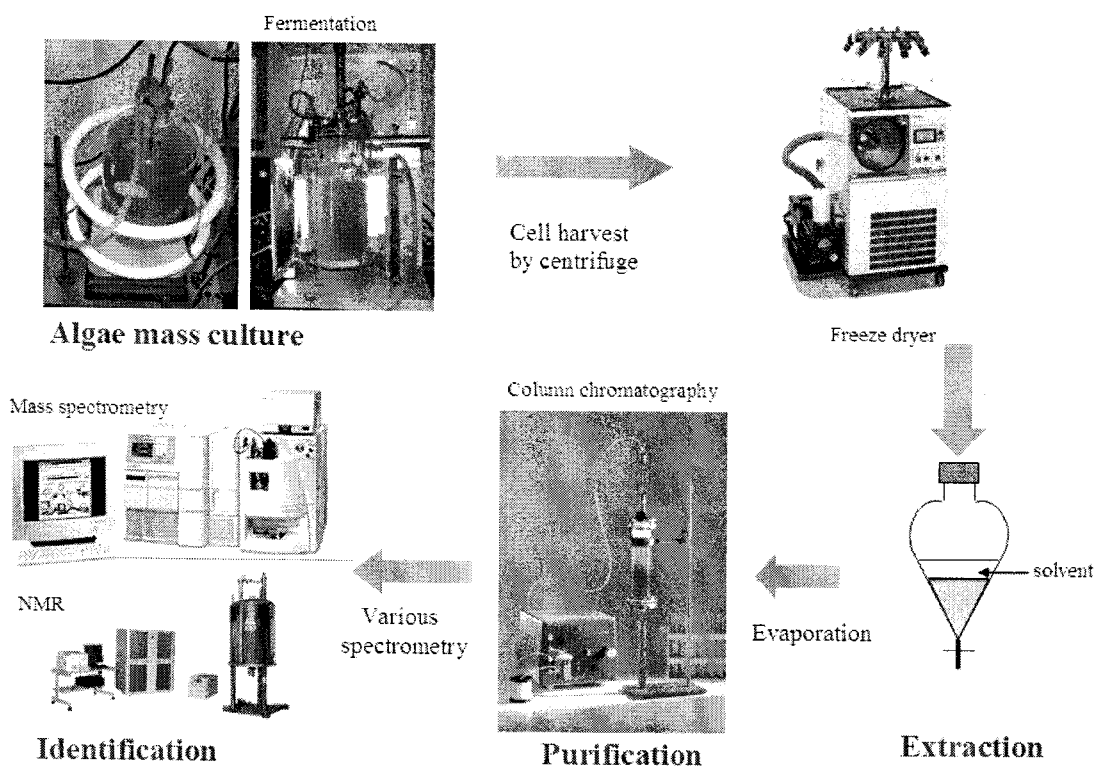 Fermentation
Cell harvest
by centrifuge
Algae mass culture
Freeze dryer
Mass spectrometry
Column chromatography
solvent
NMR
Various
spectrometry
Evaporation
Identification
Purification
Extraction